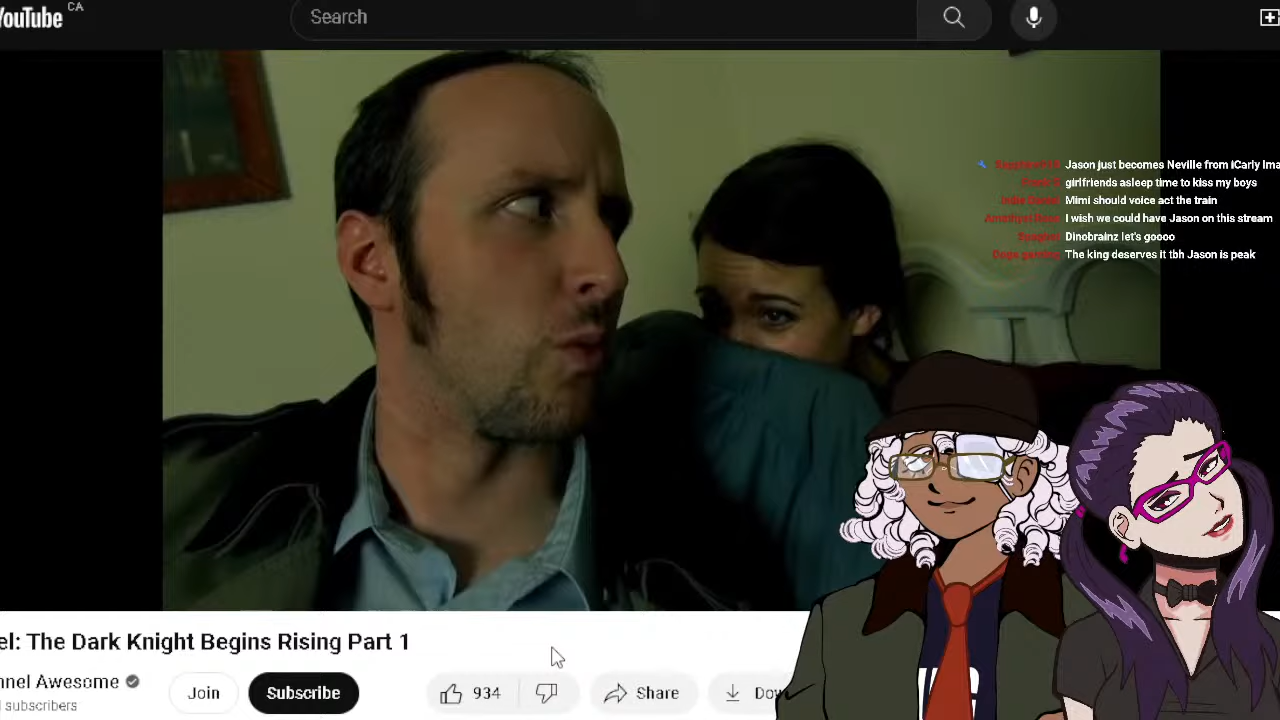 YouTube CA
Search
Jason just becomes Neville from iCarly Ima
girlfriends asleep time to kiss my boys
Mimi should voice act the train
I wish we could have Jason on this stream
Dinobrainz let's goooo
The king deserves it tbh Jason is peak
el: The Dark Knight Begins Rising Part 1
nnel Awesome
subscribers
Join
Subscribe
934
Share
Dow